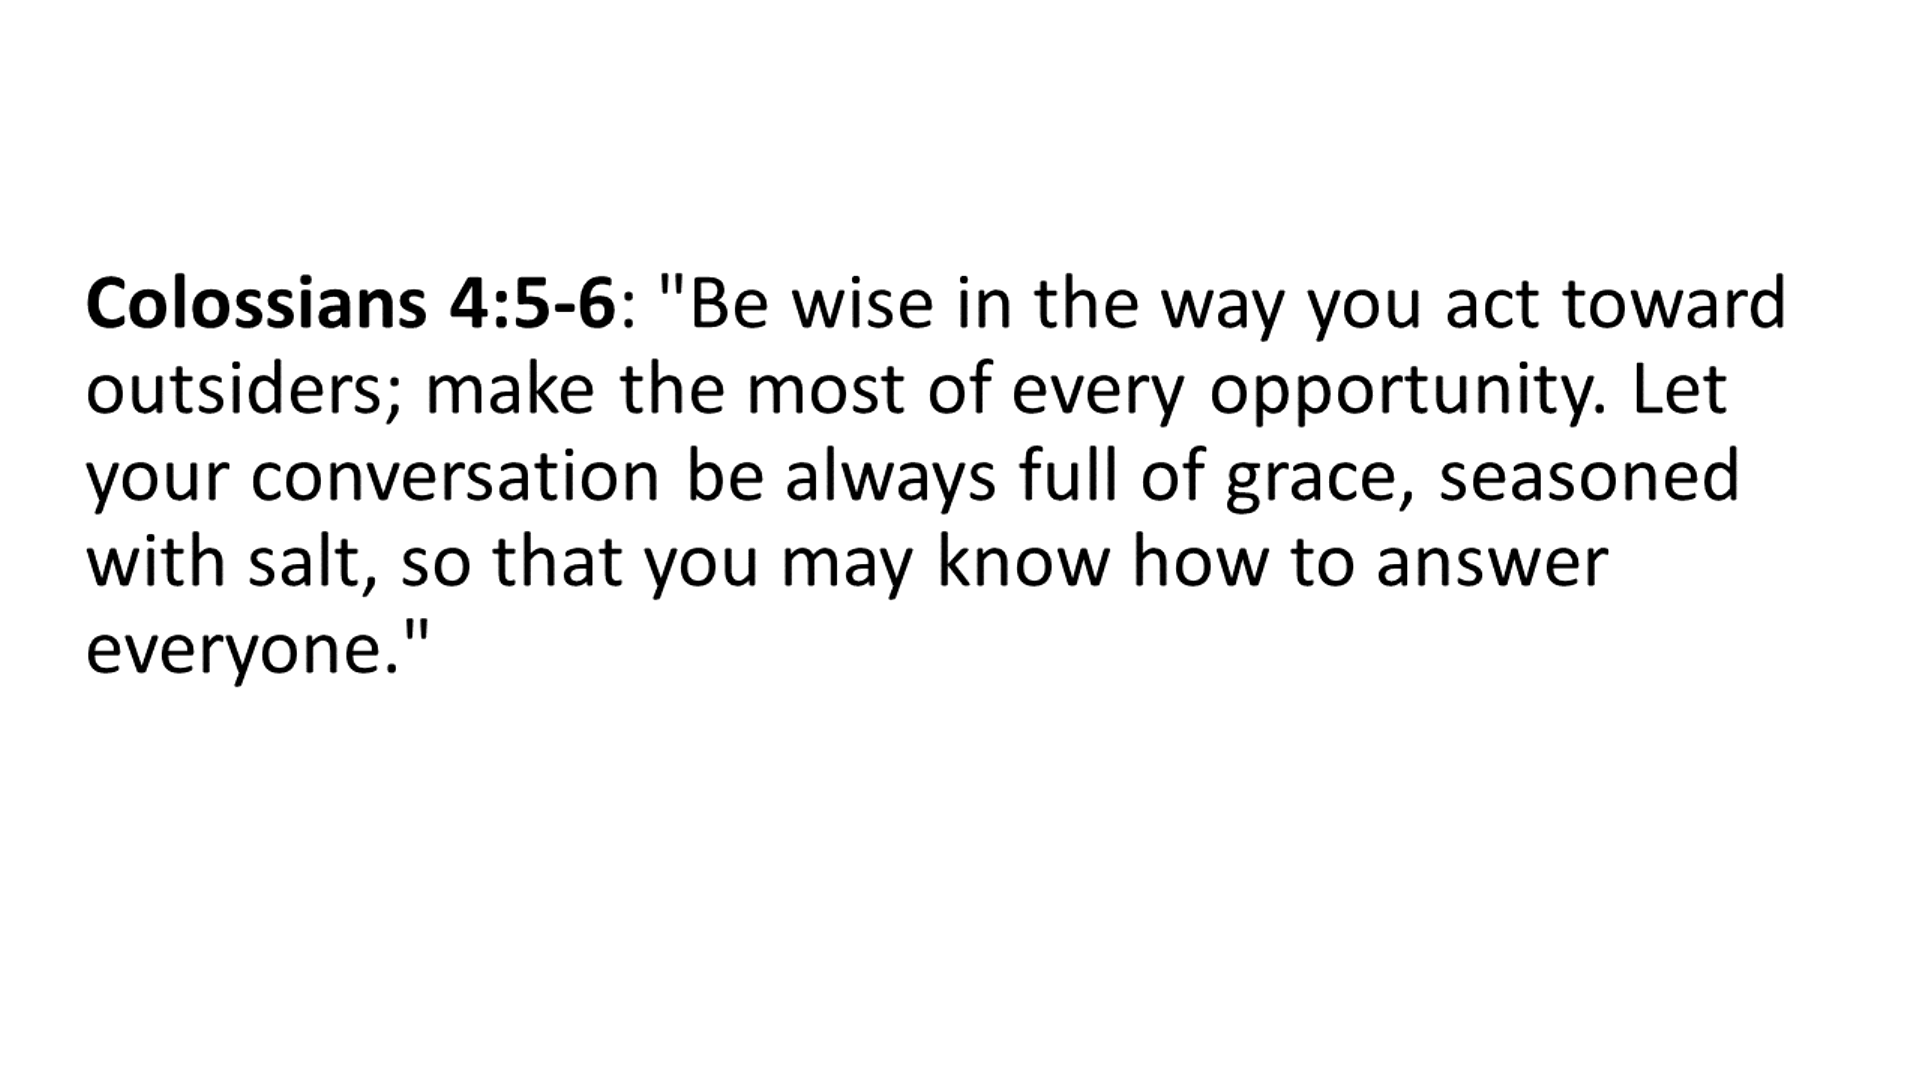 Colossians 4:5-6: "Be wise in the way you act toward
outsiders; make the most of every opportunity. Let
your conversation be always full of grace, seasoned
with salt, so that you may know how to answer
everyone."